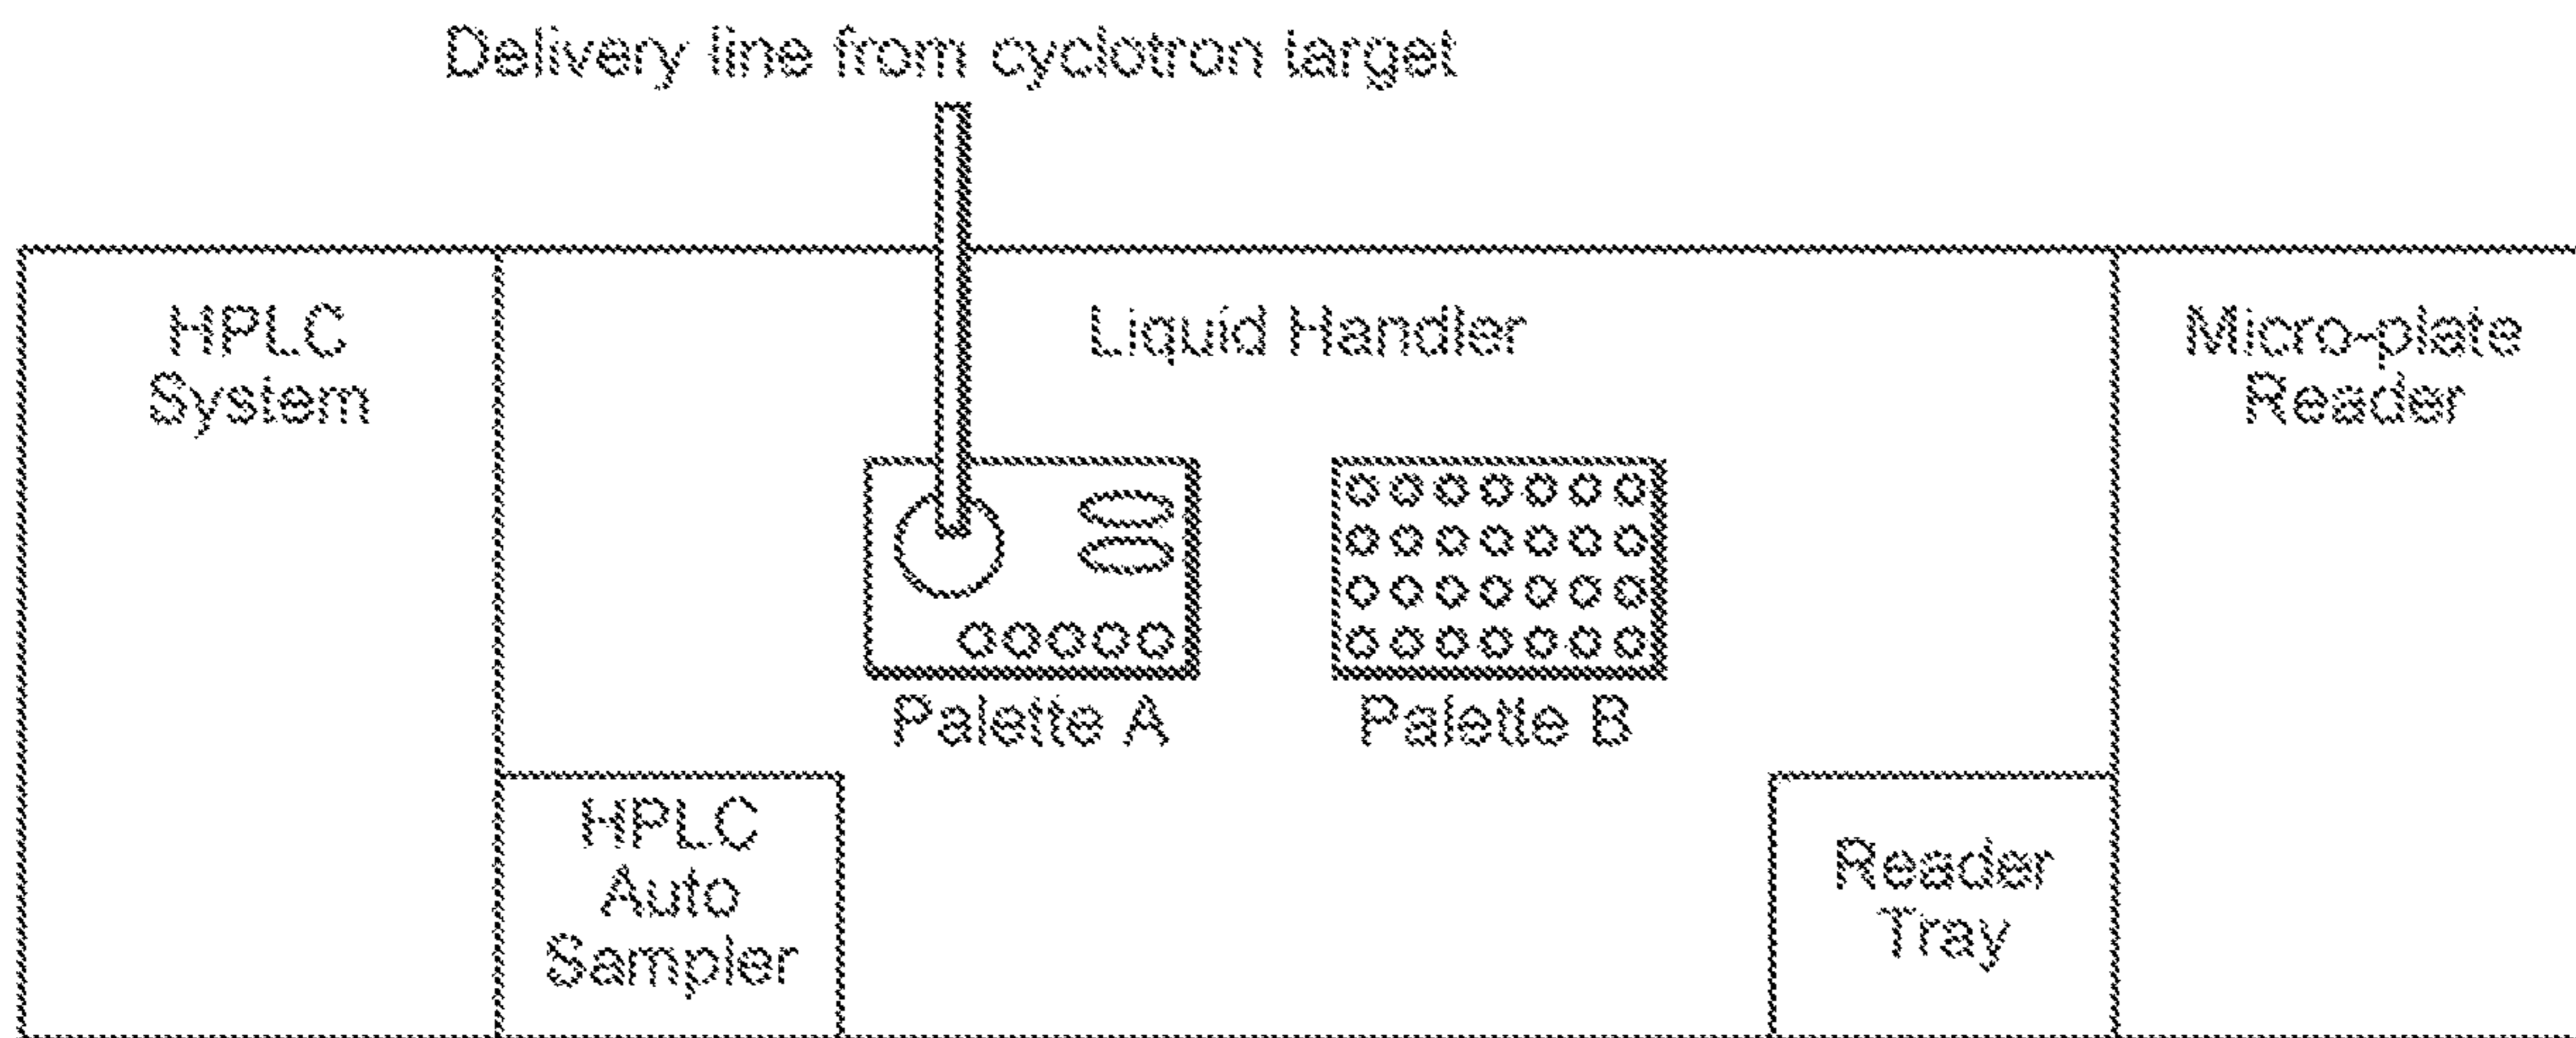 Delivery line from cyclotron target
HPLC
System
Liquid Handler
Micro-plate
Reader
Palette A
Palette B
HPLC
Auto
Sampler
Reader
Tray